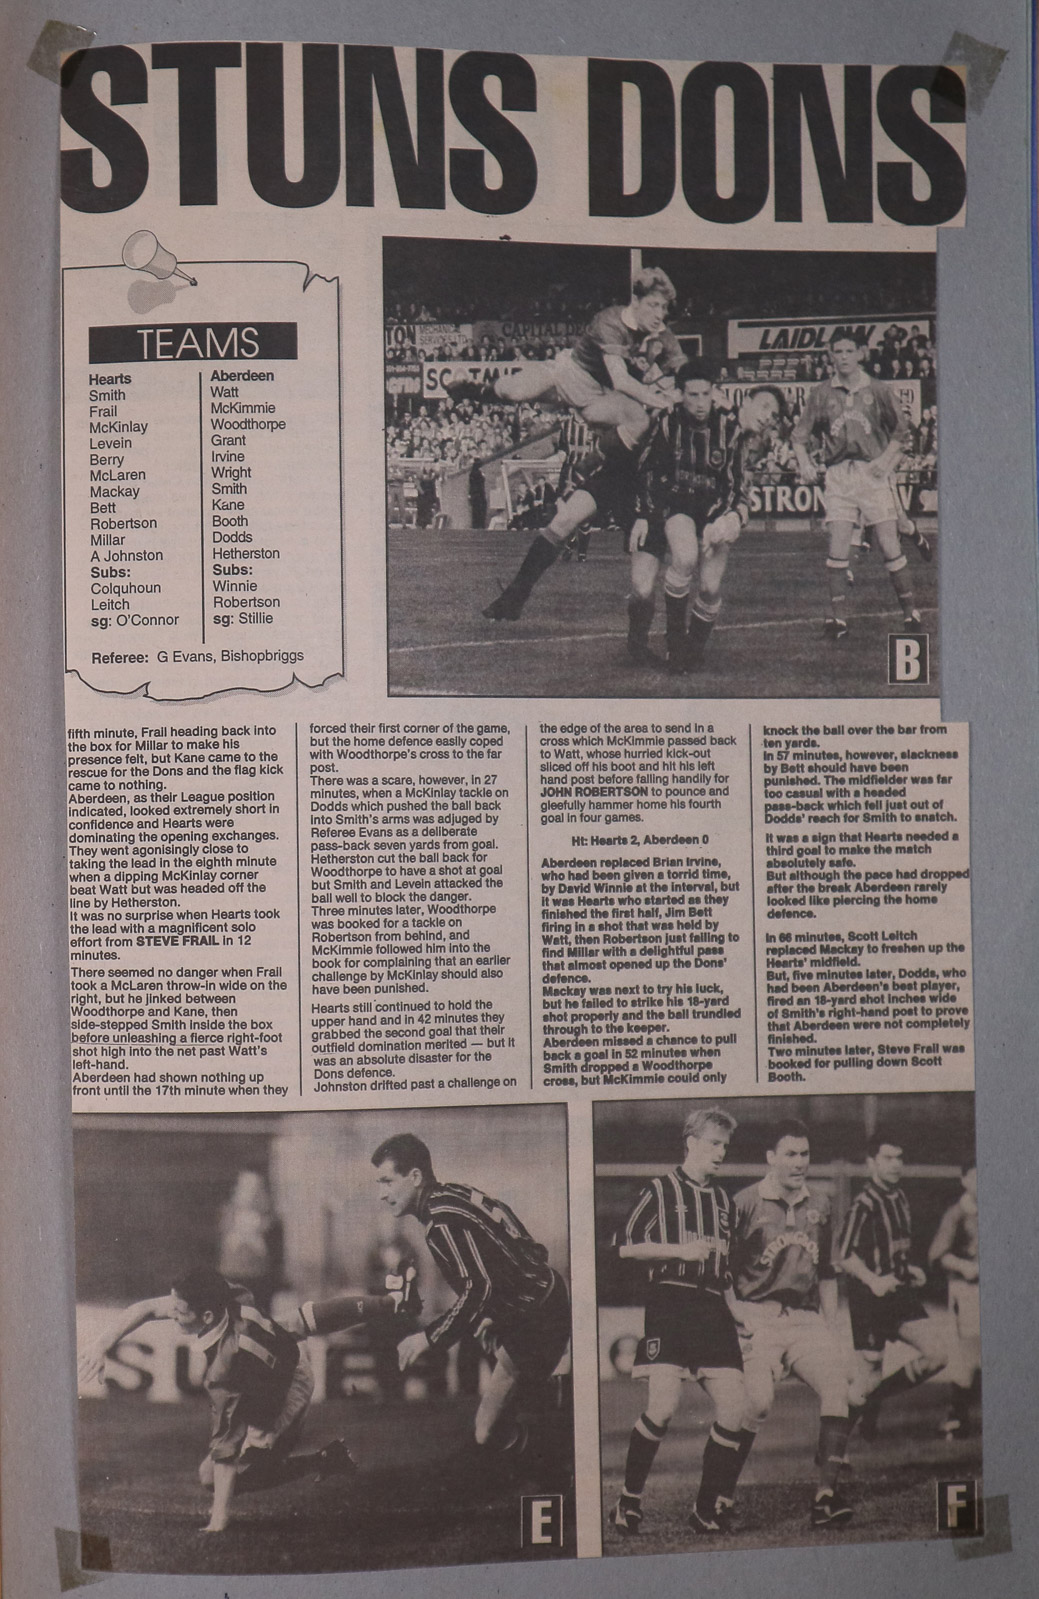 STUNS DONS
TEAMS
Hearts
Smith
Frail
McKinlay
Levein
Berry
McLaren
Mackay
Bett
Robertson
Millar
A Johnston
Subs:
Colquhoun
Leitch
sg: O'Connor
Aberdeen
Watt
McKimmie
Woodthorpe
Grant
Irvine
Wright
Smith
Kane
Booth
Dodds
Hetherston
Subs:
Winnie
Robertson
sg: Stillie
Referee: G Evans, Bishopbriggs
MECHANICAL
SERVICES LTD
CAPITAL
LAIDLAW
STRON
B
fifth minute, Frail heading back into
the box for Millar to make his
presence felt, but Kane came to the
rescue for the Dons and the flag kick
came to nothing.
Aberdeen, as their League position
indicated, looked extremely short in
confidence and Hearts were
dominating the opening exchanges.
They went agonisingly close to
taking the lead in the eighth minute
when a dipping McKinlay corner
beat Watt but was headed off the
line by Hetherston.
It was no surprise when Hearts took
the lead with a magnificent solo
effort from STEVE FRAIL in 12
minutes.
There seemed no danger when Frail
took a McLaren throw-in wide on the
right, but he jinked between
Woodthorpe and Kane, then
side-stepped Smith inside the box
before unleashing a fierce right-foot
shot high into the net past Watt's
left-hand.
Aberdeen had shown nothing up
front until the 17th minute when they
forced their first corner of the game,
but the home defence easily coped
with Woodthorpe's cross to the far
post.
There was a scare, however, in 27
minutes, when a McKinlay tackle on
Dodds which pushed the ball back
into Smith's arms was adjuged by
Referee Evans as a deliberate
pass-back seven yards from goal.
Hetherston cut the ball back for
Woodthorpe to have a shot at goal
but Smith and Levein attacked the
ball well to block the danger.
Three minutes later, Woodthorpe
was booked for a tackle on
Robertson from behind, and
McKimmie followed him into the
book for complaining that an earlier
challenge by McKinlay should also
have been punished.
Hearts still continued to hold the
upper hand and in 42 minutes they
grabbed the second goal that their
outfield domination merited — but it
was an absolute disaster for the
Dons defence.
Johnston drifted past a challenge on
the edge of the area to send in a
cross which McKimmie passed back
to Watt, whose hurried kick-out
sliced off his boot and hit his left
hand post before falling handily for
JOHN ROBERTSON to pounce and
gleefully hammer home his fourth
goal in four games.
Ht: Hearts 2, Aberdeen 0
Aberdeen replaced Brian Irvine,
who had been given a torrid time,
by David Winnie at the interval, but
it was Hearts who started as they
finished the first half, Jim Bett
firing in a shot that was held by
Watt, then Robertson just failing to
find Millar with a delightful pass
that almost opened up the Dons'
defence.
Mackay was next to try his luck,
but he failed to strike his 18-yard
shot properly and the ball trundled
through to the keeper.
Aberdeen missed a chance to pull
back a goal in 52 minutes when
Smith dropped a Woodthorpe
cross, but McKimmie could only
knock the ball over the bar from
ten yards.
In 57 minutes, however, slackness
by Bett should have been
punished. The midfielder was far
too casual with a headed
pass-back which fell just out of
Dodds' reach for Smith to snatch.
It was a sign that Hearts needed a
third goal to make the match
absolutely safe.
But although the pace had dropped
after the break Aberdeen rarely
looked like piercing the home
defence.
In 66 minutes, Scott Leitch
replaced Mackay to freshen up the
Hearts' midfield.
But, five minutes later, Dodds, who
had been Aberdeen's best player,
fired an 18-yard shot inches wide
of Smith's right-hand post to prove
that Aberdeen were not completely
finished.
Two minutes later, Steve Frail was
booked for pulling down Scott
Booth.
E
F